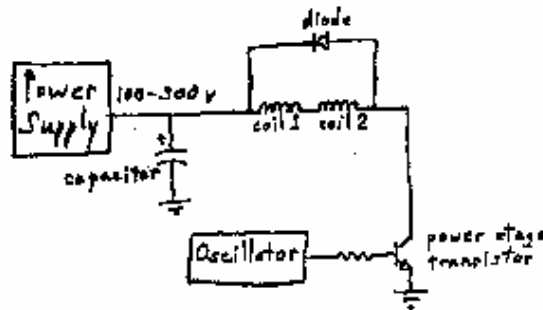 diode
Power
Supply
100-300 v
coil 1
coil 2
+
capacitor
Oscillator
power stage
transistor